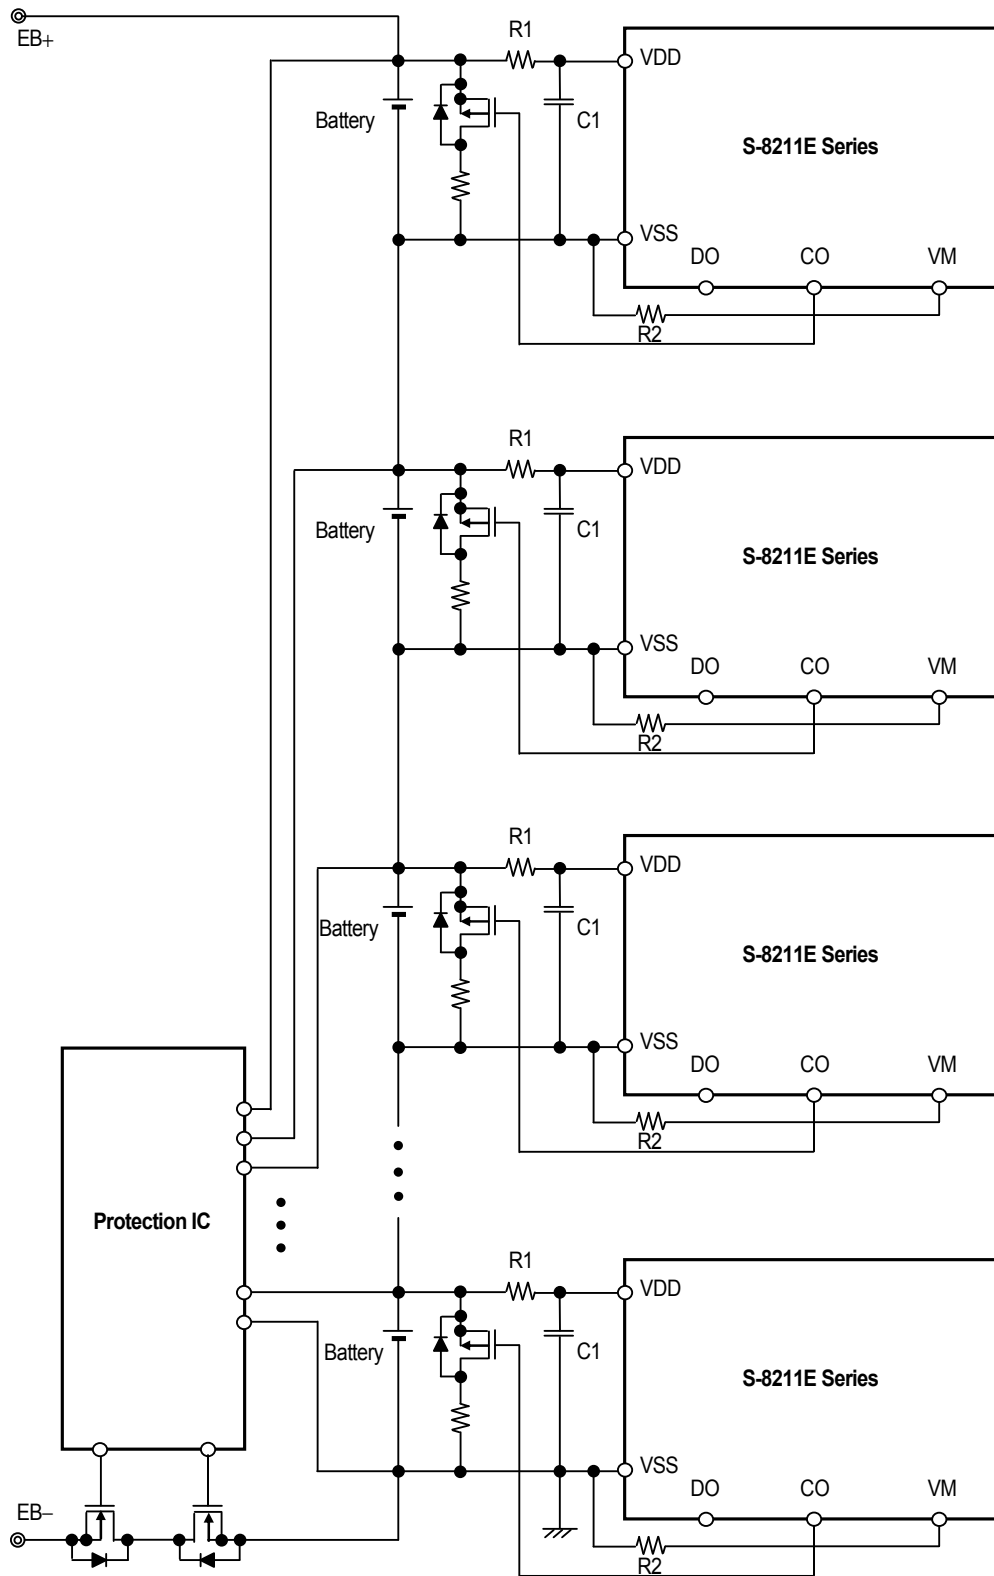 EB+
R1
VDD
Battery
C1
S-8211E Series
VSS
DO
CO
VM
R2
R1
VDD
Battery
C1
S-8211E Series
VSS
DO
CO
VM
R2
R1
VDD
Battery
C1
S-8211E Series
VSS
DO
CO
VM
R2
Protection IC
R1
VDD
Battery
C1
S-8211E Series
VSS
DO
CO
VM
EB−
R2